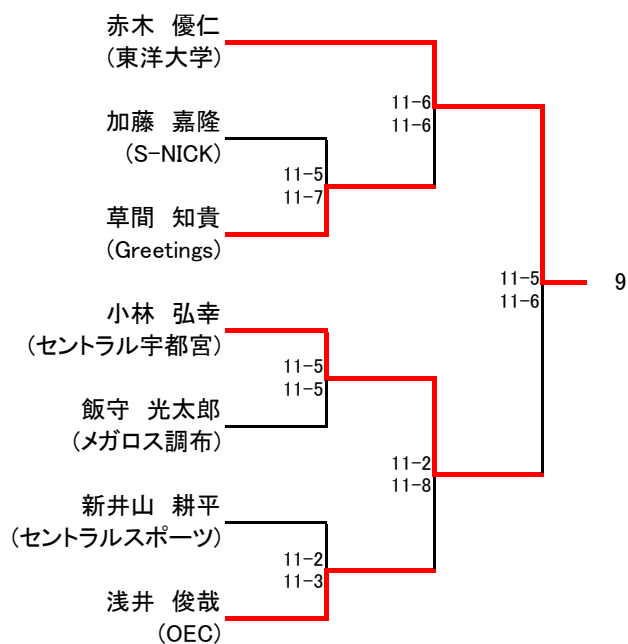 赤木　優仁
(東洋大学)
11-6
11-6
加藤　嘉隆
(S-NICK)
11-5
11-7
草間　知貴
(Greetings)
11-5
11-6
9
小林　弘幸
(セントラル宇都宮)
11-5
11-5
飯守　光太郎
(メガロス調布)
11-2
11-8
新井山　耕平
(セントラルスポーツ)
11-2
11-3
浅井　俊哉
(OEC)